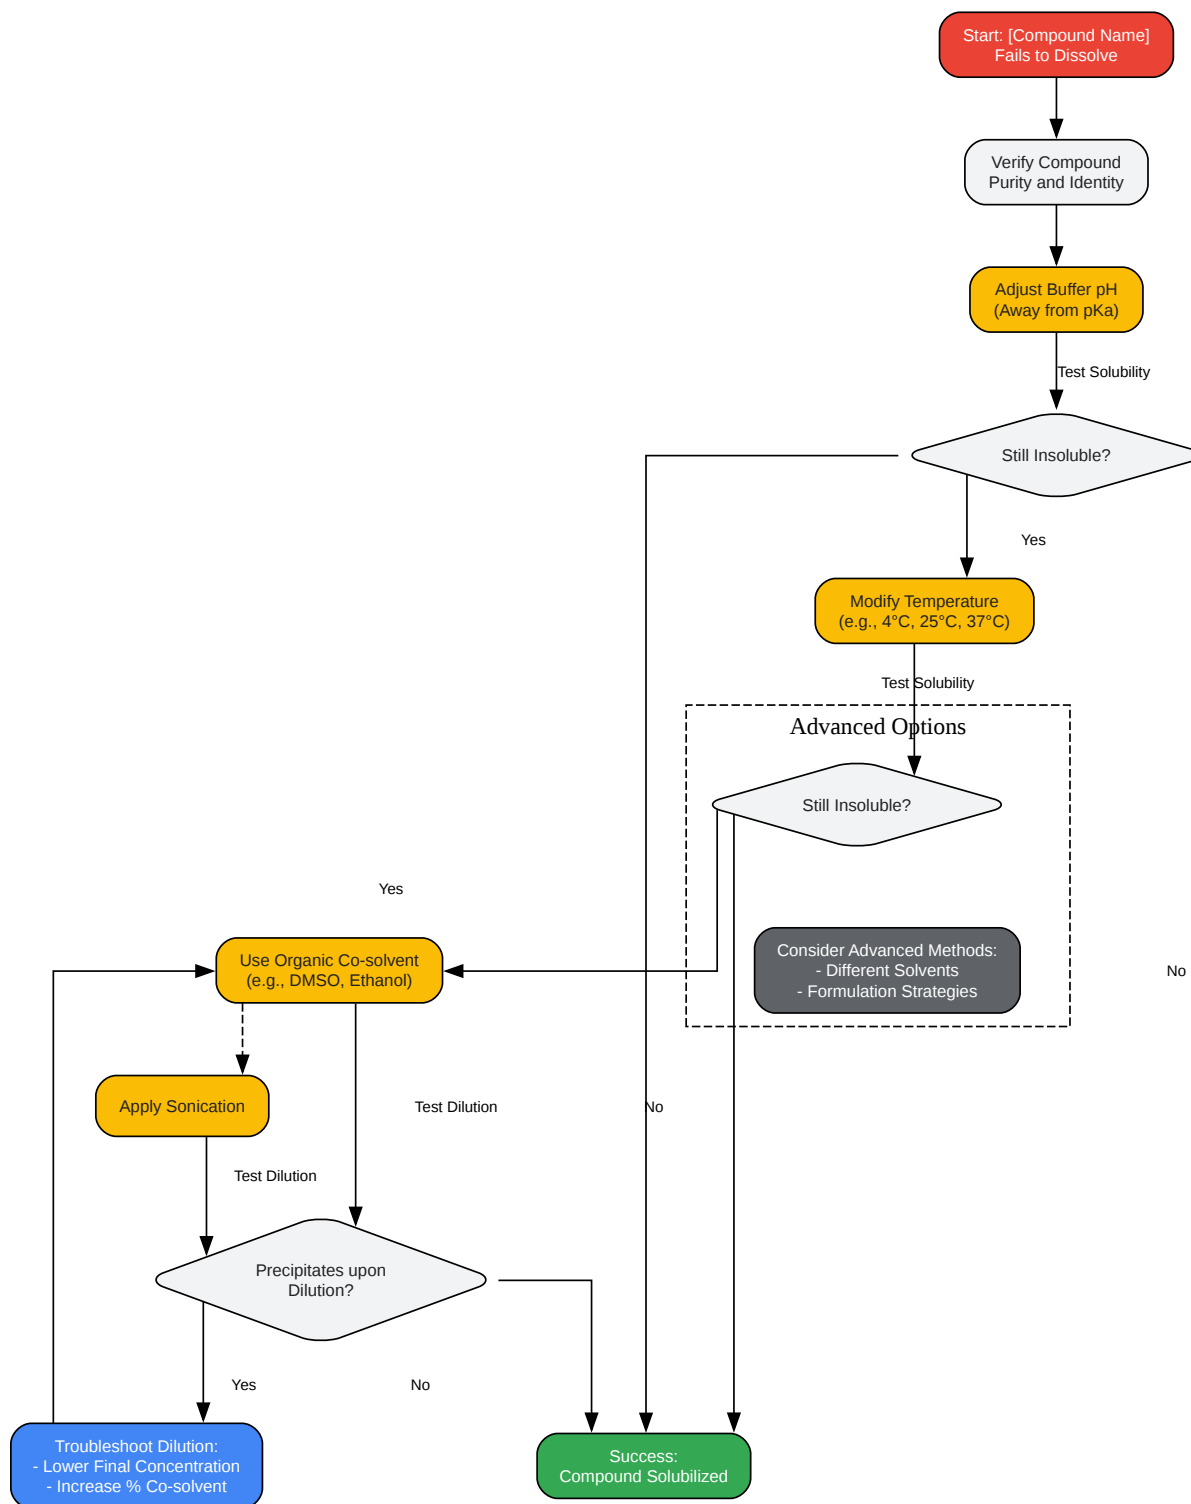 Start: [Compound Name]
Fails to Dissolve
Verify Compound
Purity and Identity
Adjust Buffer pH
(Away from pKa)
Test Solubility
Still Insoluble?
Yes
Modify Temperature
(e.g., 4°C, 25°C, 37°C)
Test Solubility
Advanced Options
Still Insoluble?
Yes
Use Organic Co-solvent
(e.g., DMSO, Ethanol)
Consider Advanced Methods:
- Different Solvents
- Formulation Strategies
No
Apply Sonication
Test Dilution
No
Test Dilution
Precipitates upon
Dilution?
Yes
No
Troubleshoot Dilution:
- Lower Final Concentration
- Increase % Co-solvent
Success:
Compound Solubilized